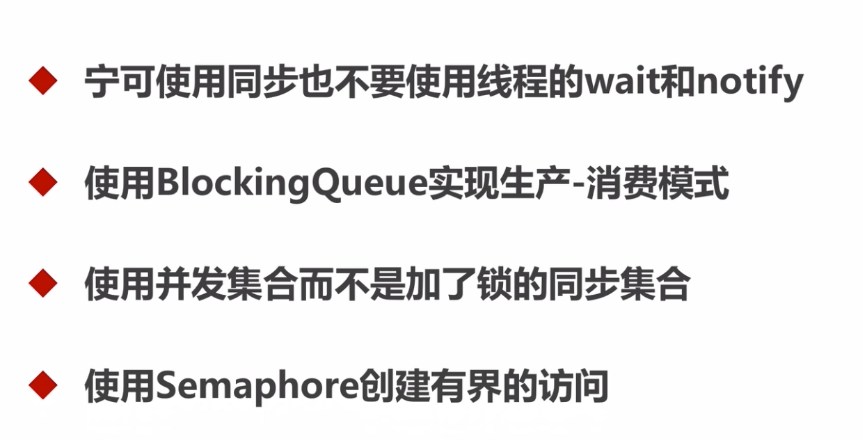 宁可使用同步也不要使用线程的wait和notify
使用BlockingQueue实现生产-消费模式
使用并发集合而不是加了锁的同步集合
使用Semaphore创建有界的访问